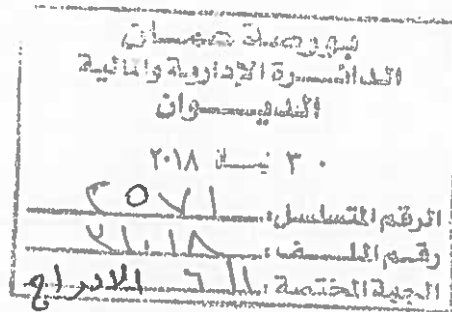 بورصة عمان
الدائرة الإدارية والمالية
الديوان
٣٠ نيسان ٢٠١٨
الرقم المتسلسل: ٢٥٧١
رقم الملف:
الجهة المختصة: الادراج